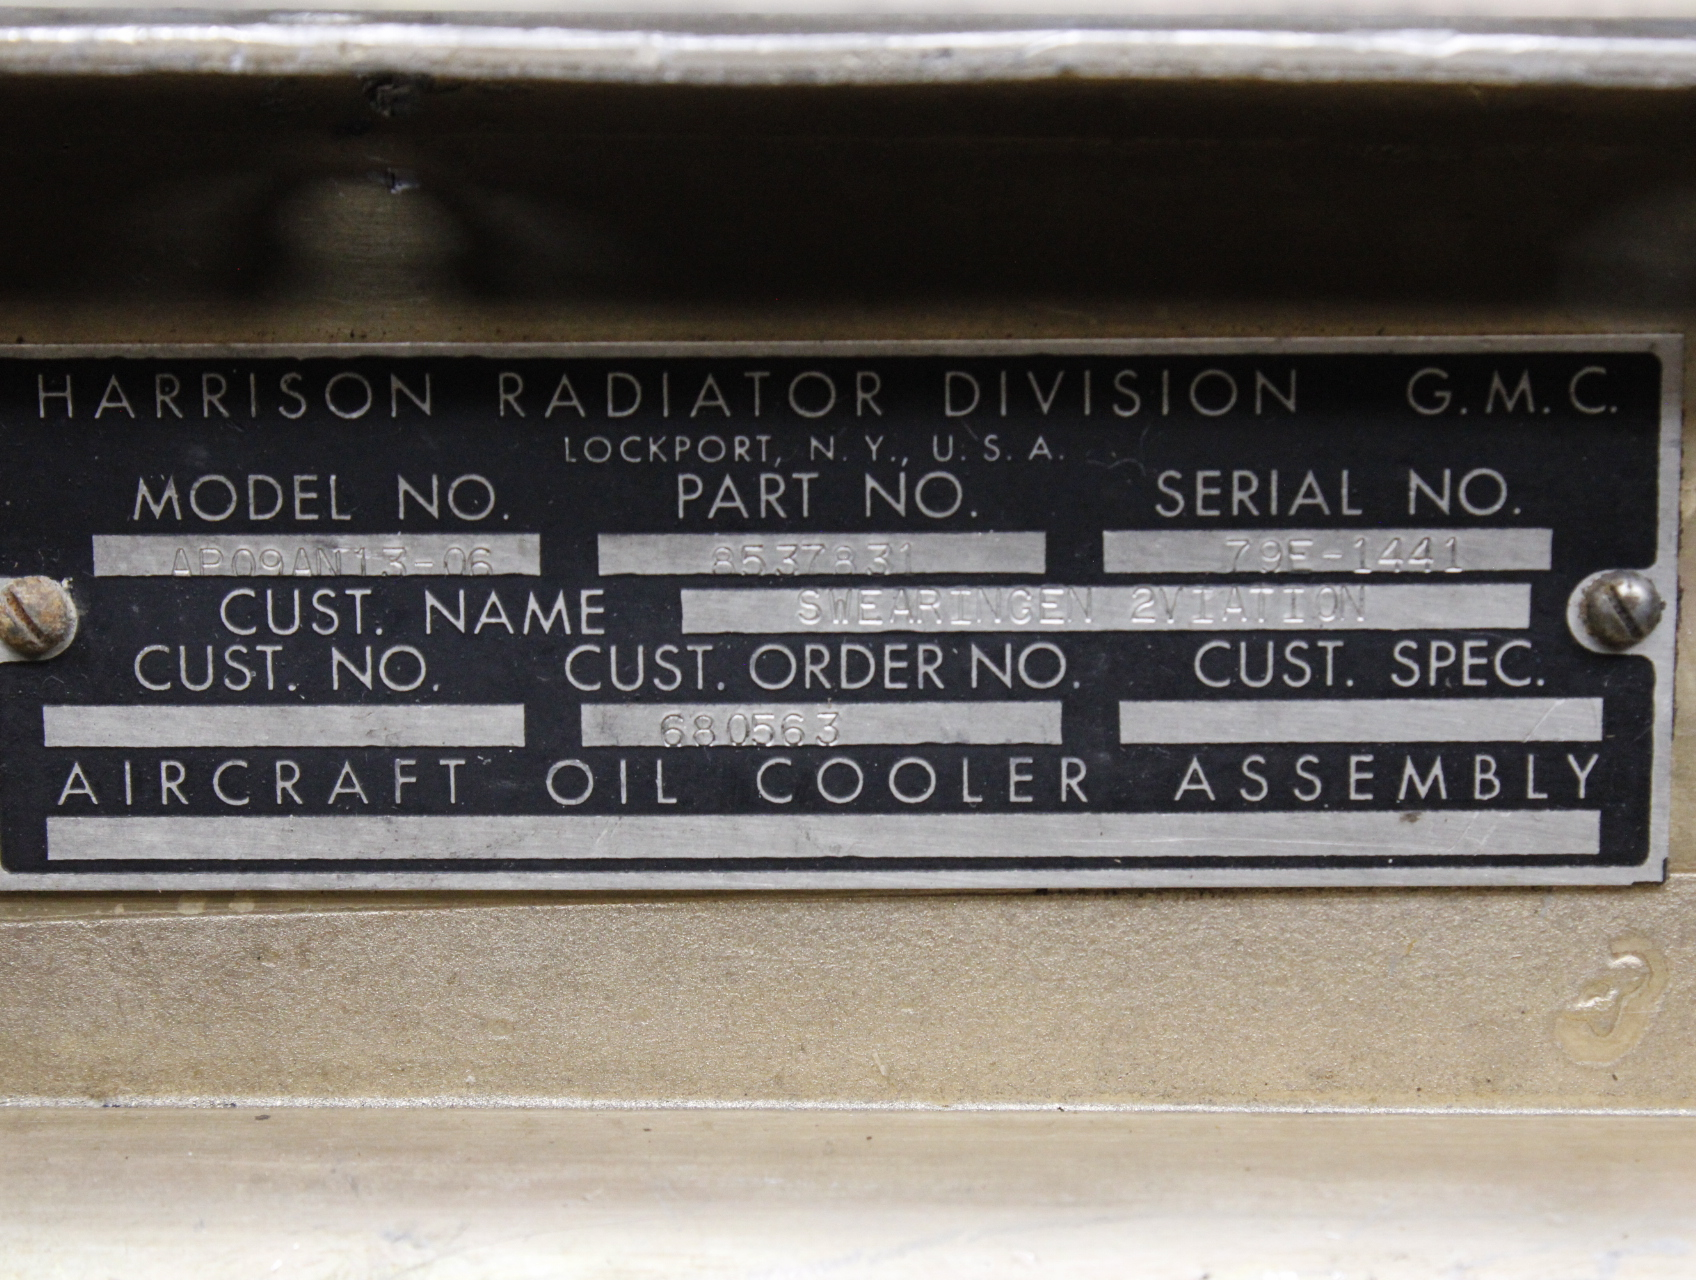 HARRISON RADIATOR DIVISION G.M.C.
LOCKPORT, N.Y., U.S.A.
MODEL NO. PART NO. SERIAL NO.
AP09AN13-06 8537831 79E-1441
CUST. NAME SWEARINGEN 2VIATION
CUST. NO. CUST. ORDER NO. CUST. SPEC.
680563
AIRCRAFT OIL COOLER ASSEMBLY